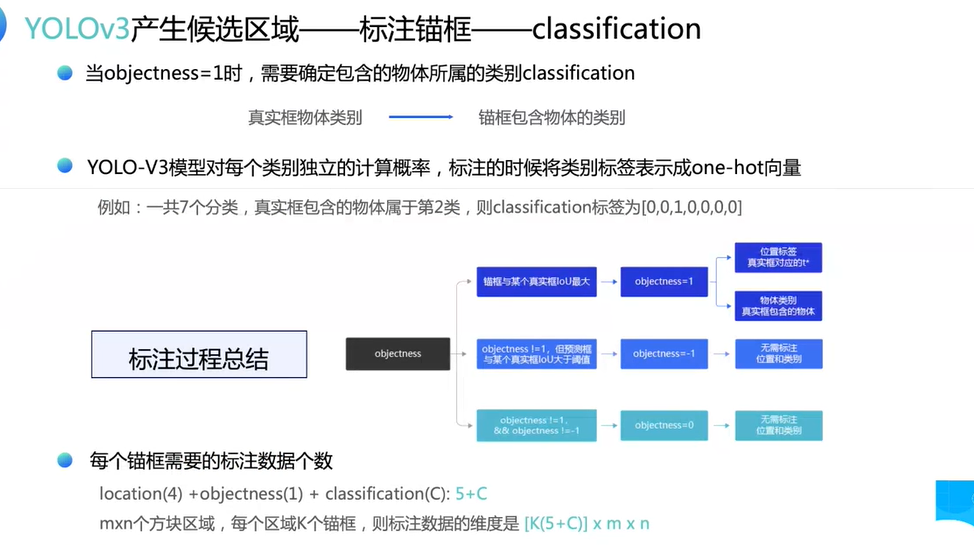 YOLOv3产生候选区域——标注锚框——classification
当objectness=1时，需要确定包含的物体所属的类别classification
真实框物体类别
锚框包含物体的类别
YOLO-V3模型对每个类别独立的计算概率，标注的时候将类别标签表示成one-hot向量
例如：一共7个分类，真实框包含的物体属于第2类，则classification标签为[0,0,1,0,0,0,0]
标注过程总结
objectness
锚框与某个真实框IoU最大
objectness=1
位置标签
真实框对应的t*
物体类别
真实框包含的物体
objectness !=1，但预测框
与某个真实框IoU大于阈值
objectness=-1
无需标注
位置和类别
objectness !=1,
&& objectness !=-1
objectness=0
无需标注
位置和类别
每个锚框需要的标注数据个数
location(4) +objectness(1) + classification(C): 5+C
mxn个方块区域，每个区域K个锚框，则标注数据的维度是 [K(5+C)] x m x n